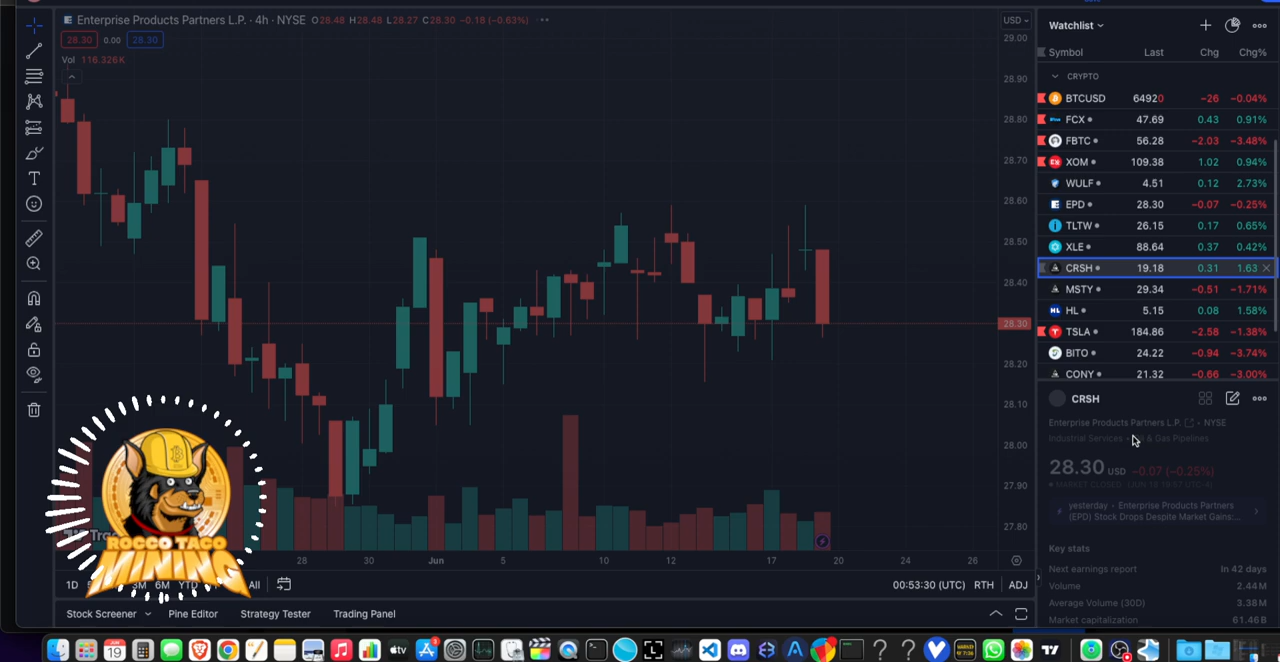 Enterprise Products Partners L.P. · 4h · NYSE O28.48 H28.48 L28.27 C28.30 −0.18 (−0.63%)
28.30 0.00 28.30
Vol 116.326K
USD
29.00
28.90
28.80
28.70
28.60
28.50
28.40
28.30
28.20
28.10
28.00
27.90
27.80
28 30 Jun 5 10 12 17 20 24 26
1D 3M 6M YTD All
00:53:30 (UTC) RTH ADJ
Stock Screener Pine Editor Strategy Tester Trading Panel
ROCCO TACO
MINING
Watchlist
Symbol Last Chg Chg%
CRYPTO
BTCUSD 64920 −26 −0.04%
FCX 47.69 0.43 0.91%
FBTC 56.28 −2.03 −3.48%
XOM 109.38 1.02 0.94%
WULF 4.51 0.12 2.73%
EPD 28.30 −0.07 −0.25%
TLTW 26.15 0.17 0.65%
XLE 88.64 0.37 0.42%
CRSH 19.18 0.31 1.63
MSTY 29.34 −0.51 −1.71%
HL 5.15 0.08 1.58%
TSLA 184.86 −2.58 −1.38%
BITO 24.22 −0.94 −3.74%
CONY 21.32 −0.66 −3.00%
CRSH
Enterprise Products Partners L.P. · NYSE
Industrial Services & Gas Pipelines
28.30 USD −0.07 (−0.25%)
MARKET CLOSED
yesterday · Enterprise Products Partners
(EPD) Stock Drops Despite Market Gains:...
Key stats
Next earnings report In 42 days
Volume 2.44M
Average Volume (30D) 3.38M
Market capitalization 61.46B
JUN
19
tv
3